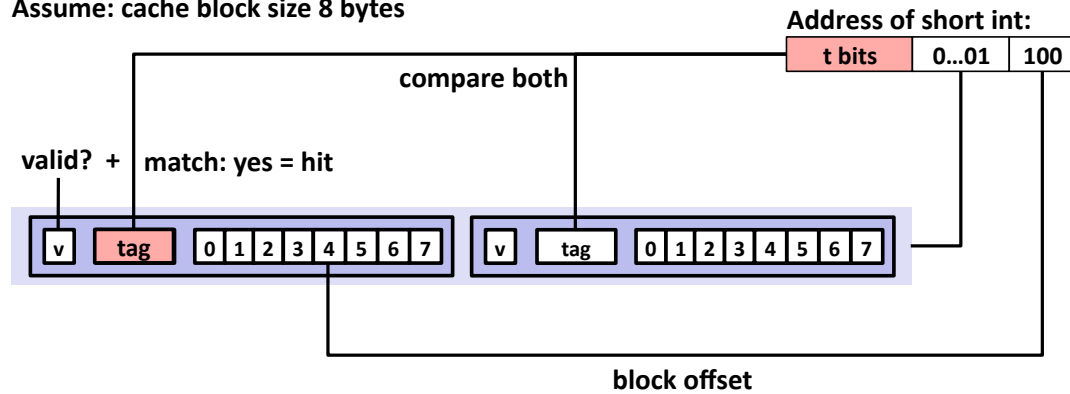 Assume: cache block size 8 bytes
Address of short int:
t bits 0...01 100
compare both
valid? + match: yes = hit
v tag 0 1 2 3 4 5 6 7 v tag 0 1 2 3 4 5 6 7
block offset